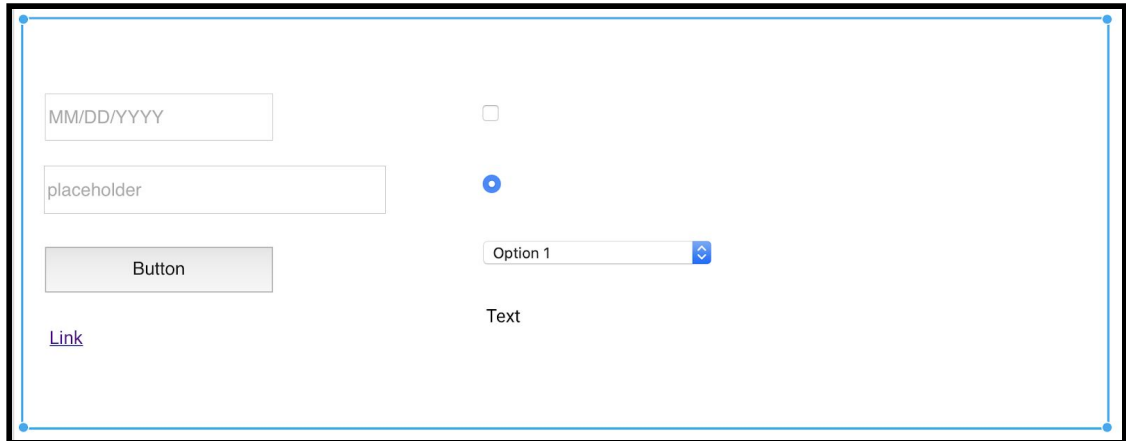 MM/DD/YYYY
placeholder
Button
Link
Option 1
Text